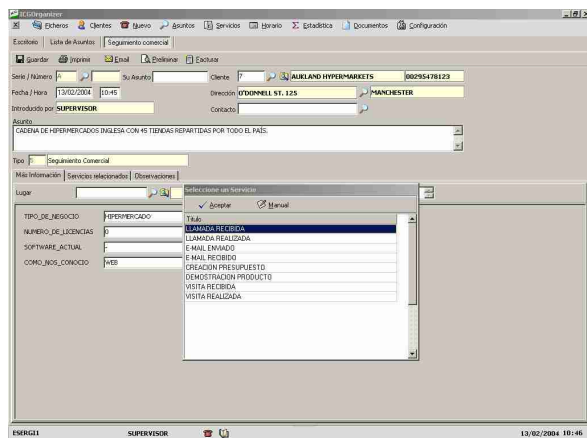 ICGOrganizer
Ficheros Clientes Nuevo Asuntos Servicios Horario Estadística Documentos Configuración
Escritorio Lista de Asuntos Seguimiento comercial
Guardar Imprimir Email Preliminar Facturar
Serie / Número A Su Asunto Cliente 7 AUKLAND HYPERMARKETS 00295478123
Fecha / Hora 13/02/2004 10:45 Dirección O'DONNELL ST. 125 MANCHESTER
Introducido por SUPERVISOR Contacto
Asunto
CADENA DE HIPERMERCADOS INGLESA CON 45 TIENDAS REPARTIDAS POR TODO EL PAÍS.
Tipo Seguimiento Comercial
Más Información Servicios relacionados Observaciones
Lugar
Seleccione un Servicio
Aceptar Manual
Título
LLAMADA RECIBIDA
LLAMADA REALIZADA
E-MAIL ENVIADO
E-MAIL RECIBIDO
CREACION PRESUPUESTO
DEMOSTRACION PRODUCTO
VISITA RECIBIDA
VISITA REALIZADA
TIPO_DE_NEGOCIO HIPERMERCADO
NUMERO_DE_LICENCIAS 0
SOFTWARE_ACTUAL -
COMO_NOS_CONOCIO WEB
ESERGI1 SUPERVISOR 13/02/2004 10:46